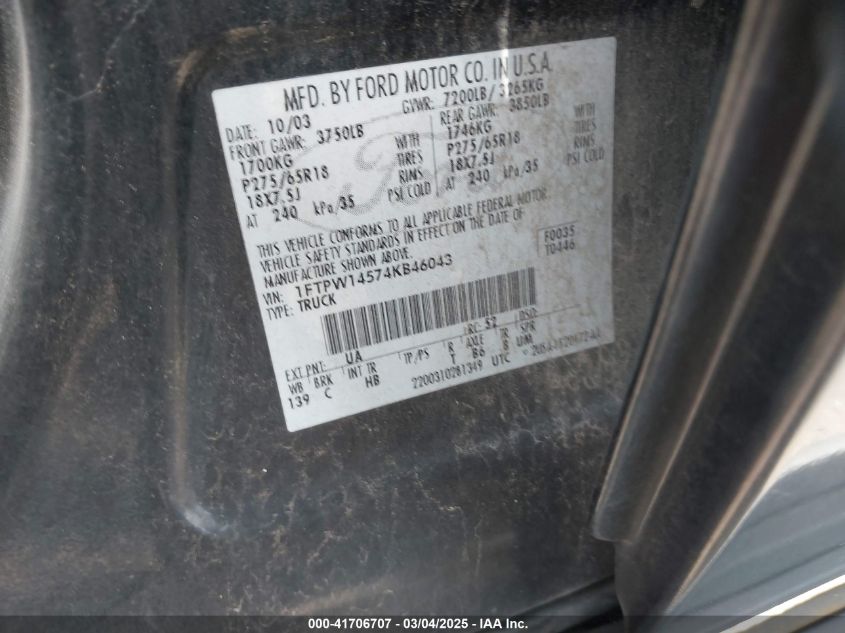 MFD. BY FORD MOTOR CO. IN U.S.A.
DATE: 10/03 GVWR: 7200LB / 3265KG
FRONT GAWR: 3750LB REAR GAWR: 3850LB
1700KG WITH 1746KG WITH
P275/65R18 TIRES P275/65R18 TIRES
18X7.5J RIMS 18X7.5J RIMS
AT 240 kPa/35 PSI COLD AT 240 kPa/35 PSI COLD
THIS VEHICLE CONFORMS TO ALL APPLICABLE FEDERAL MOTOR
VEHICLE SAFETY STANDARDS IN EFFECT ON THE DATE OF
MANUFACTURE SHOWN ABOVE.
VIN: 1FTPW14574KB46043 F0035
TYPE: TRUCK T0446
EXT PNT: UA RC: 52 DSO:
WB BRK INT TR TP/PS R AXLE TR SPR
139 C HB T B6 B UM
2200310281349 UTC
000-41706707 - 03/04/2025 - IAA Inc.